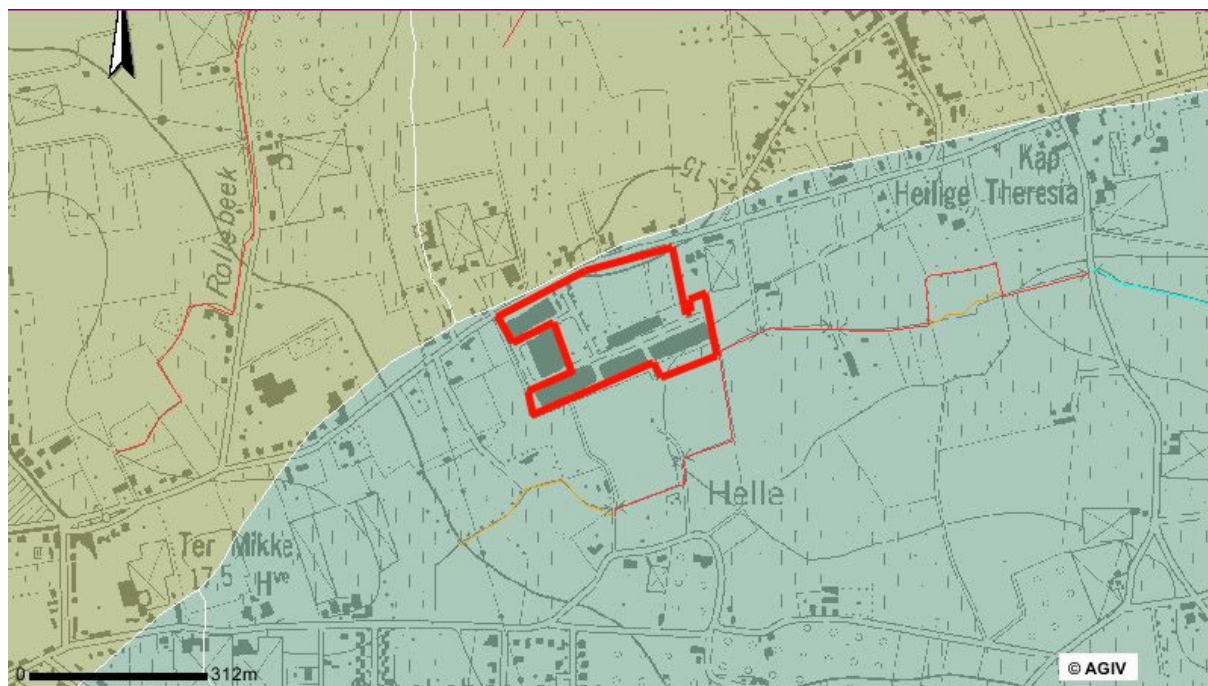 Rollebeek
15
Kap
Heilige Theresia
Helle
Ter Mikke
17,5 Hve
0 312m
© AGIV